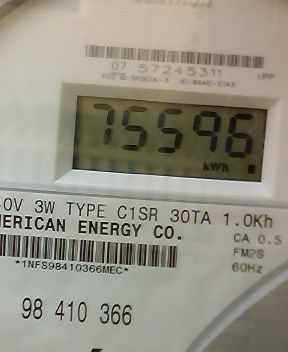 07 57245311
HPP
75596
kWh
0V 3W TYPE C1SR 30TA 1.0Kh
MERICAN ENERGY CO.
CA 0.5
FM2S
60Hz
*1NFS98410366MEC*
98 410 366